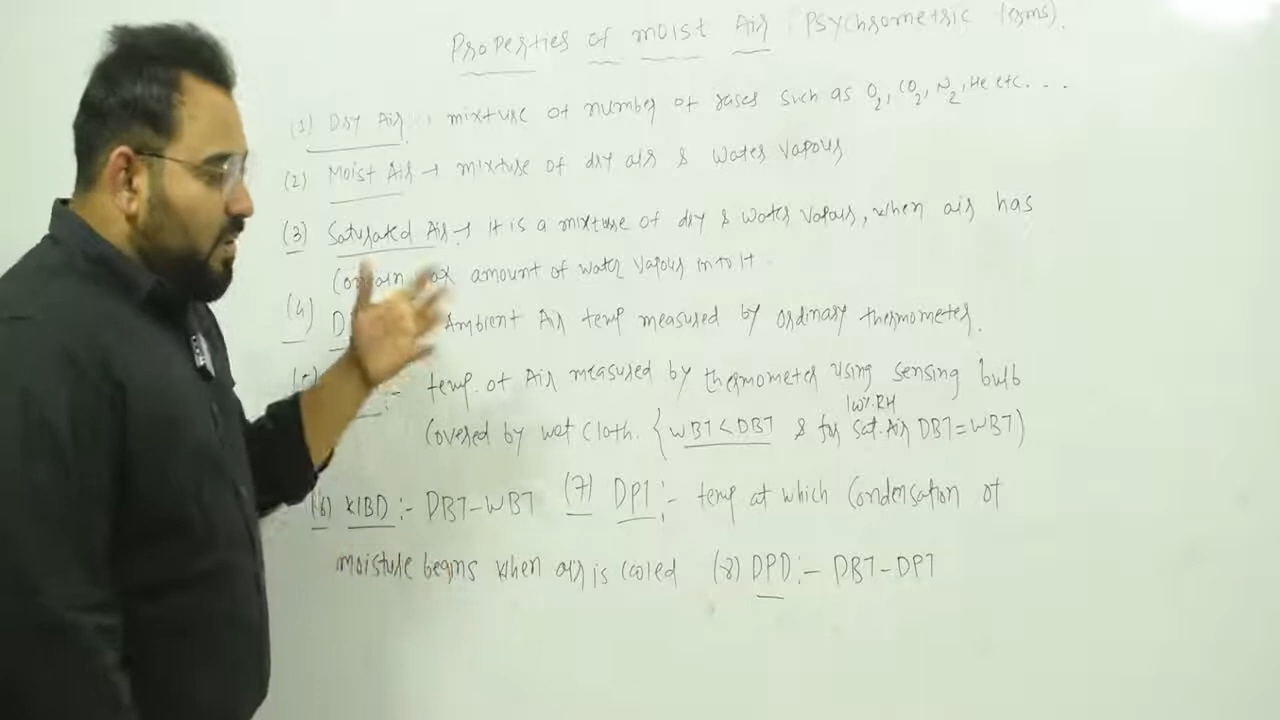 Properties of moist Air Psychrometric terms).
(1) Dry Air, mixture of number of gases such as O2, CO2, N2, He etc...
(2) Moist Air → mixture of dry air & water vapour
(3) Saturated Air → it is a mixture of dry & water vapour, when air has
contain max amount of water vapour in to it
(4) D Ambient Air temp measured by ordinary thermometer.
:- temp. of Air measured by thermometer using sensing bulb
100% RH
Covered by wet cloth. { WBT < DBT & for Sat. Air DBT = WBT )
(6) WBD :- DBT - WBT (7) DPT :- temp at which Condensation of
moisture begins when air is cooled (8) DPD :- DBT - DPT